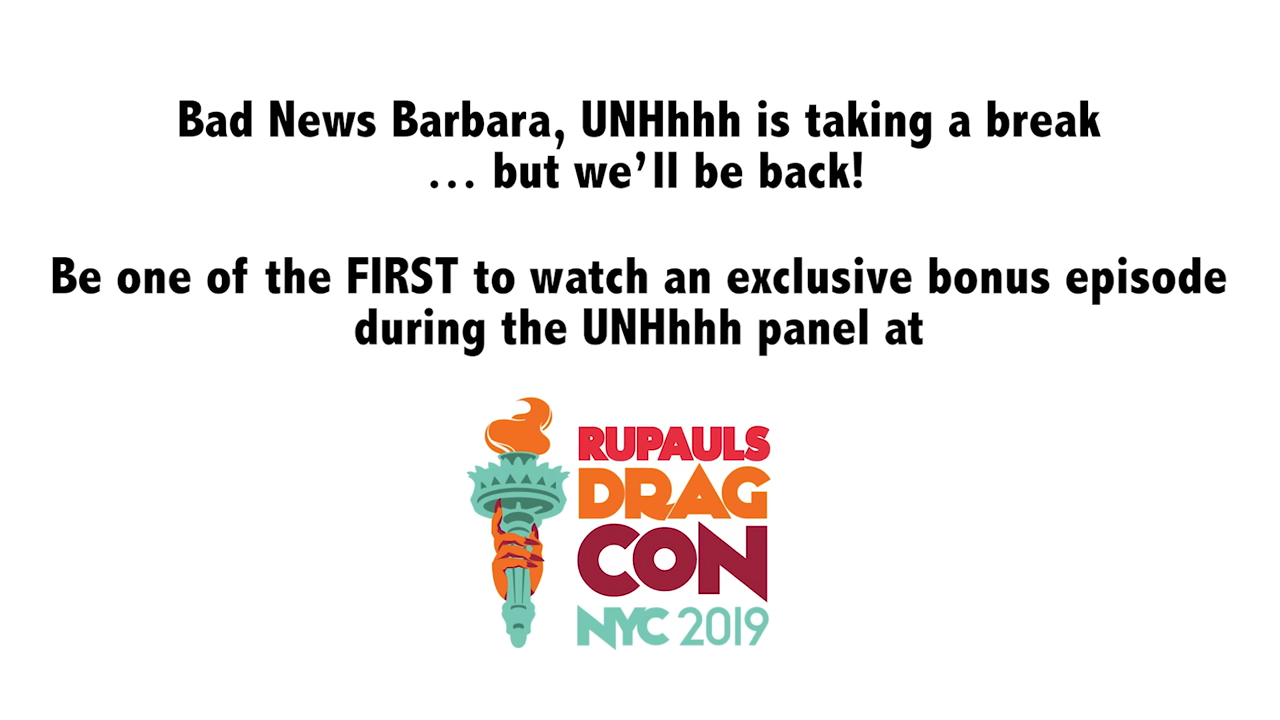 Bad News Barbara, UNHhhh is taking a break
… but we’ll be back!
Be one of the FIRST to watch an exclusive bonus episode
during the UNHhhh panel at
RUPAULS
DRAG
CON
NYC 2019